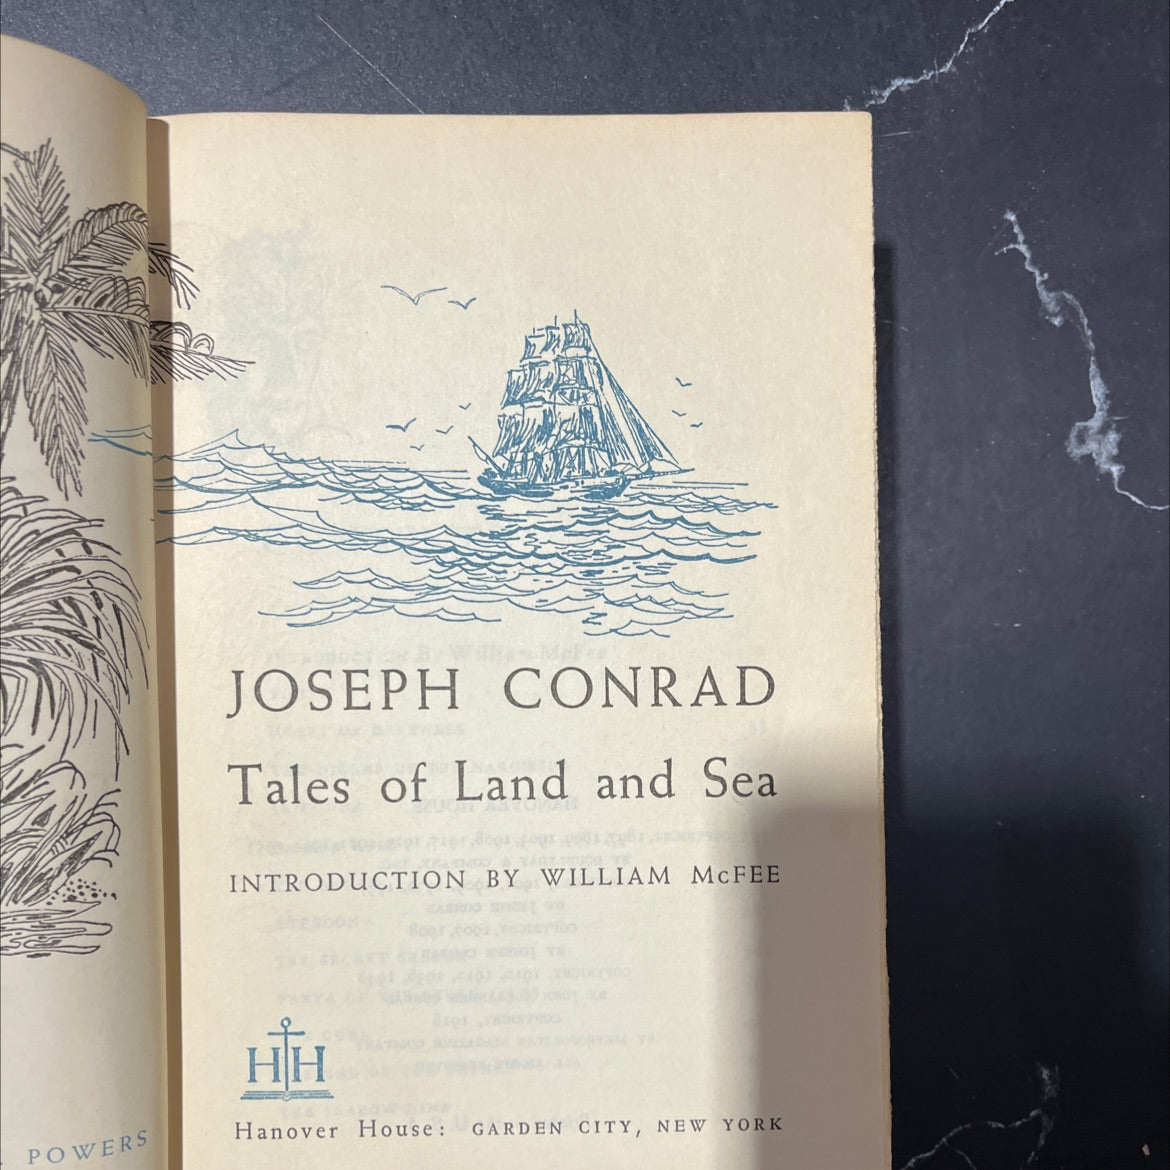 JOSEPH CONRAD
Tales of Land and Sea
INTRODUCTION BY WILLIAM McFEE
HH
Hanover House: GARDEN CITY, NEW YORK
POWERS